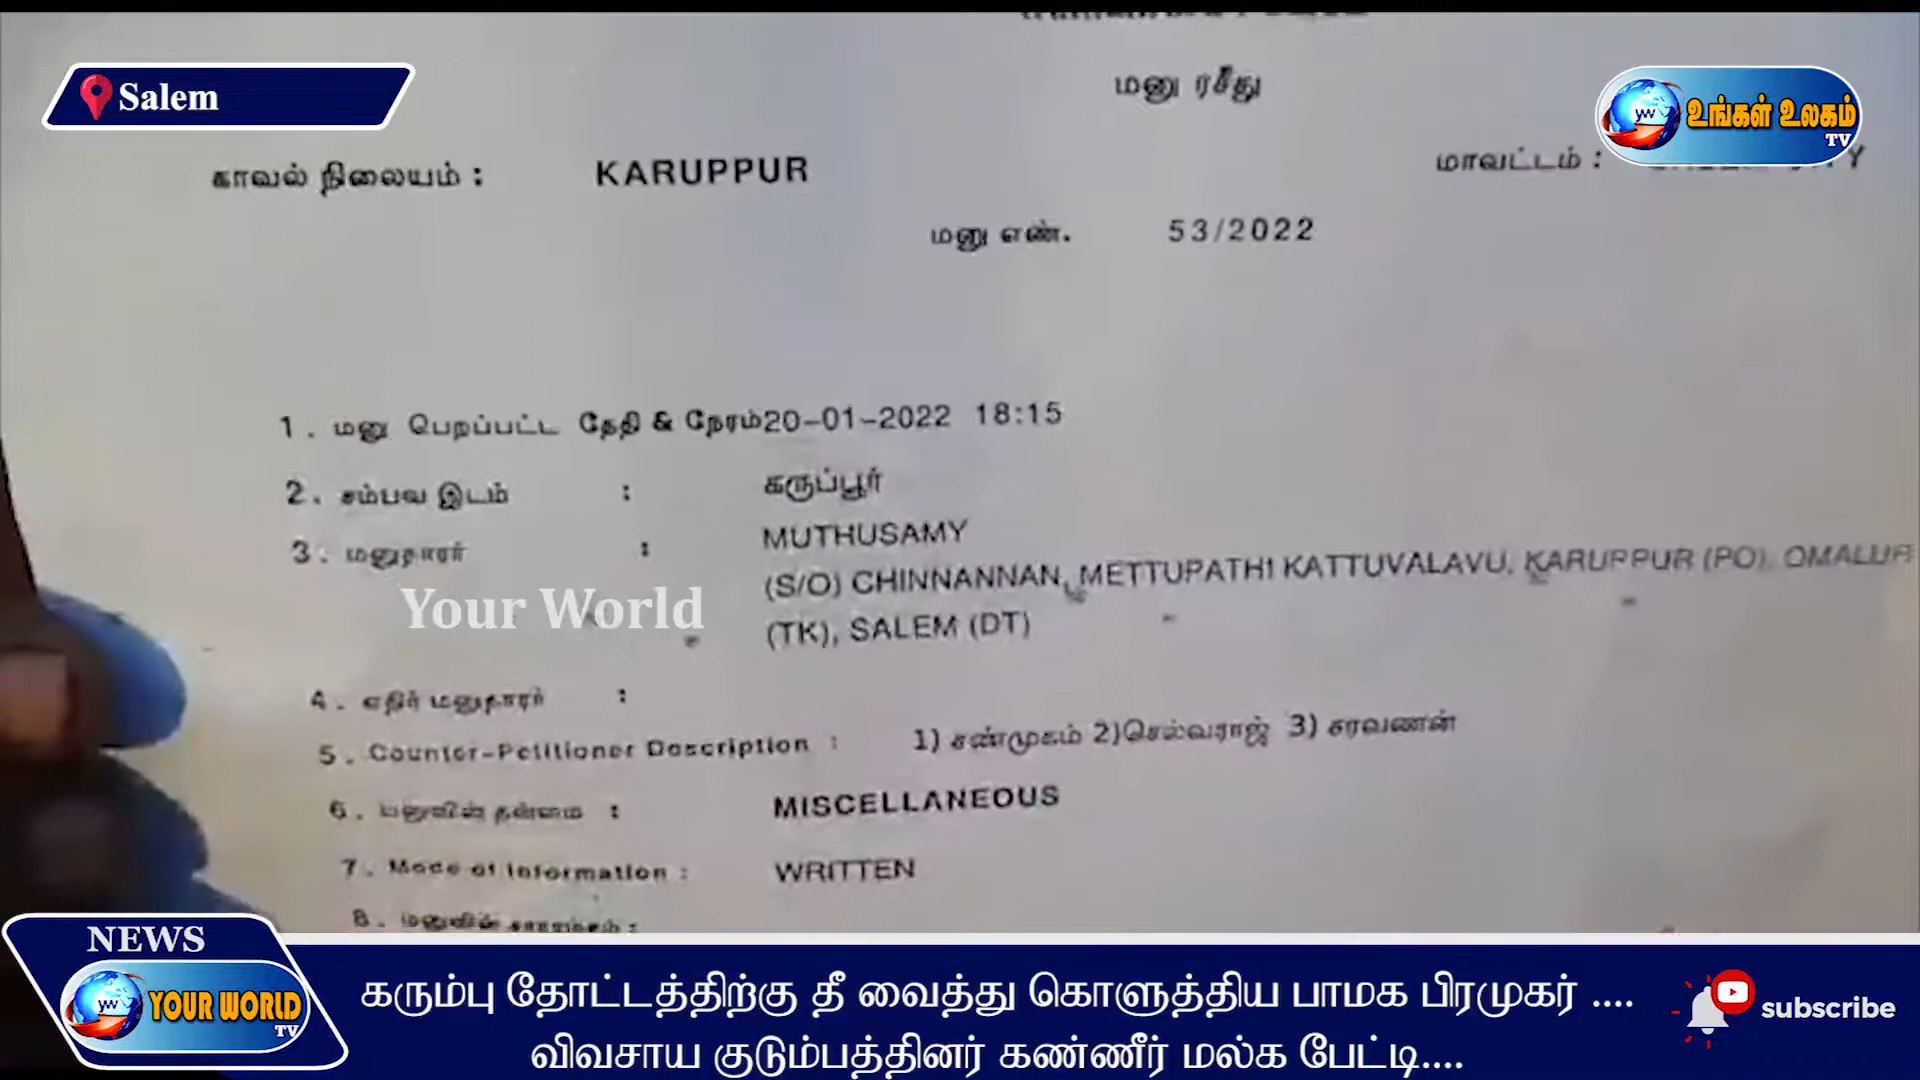 Salem
மனு ரசீது
உங்கள் உலகம்
TV
காவல் நிலையம் : KARUPPUR மாவட்டம் :
மனு எண். 53/2022
1. மனு பெறப்பட்ட தேதி & நேரம்20-01-2022 18:15
2. சம்பவ இடம் : கருப்பூர்
3. மனுதாரர் : MUTHUSAMY
(S/O) CHINNANNAN, METTUPATHI KATTUVALAVU, KARUPPUR (PO), OMALUR
Your World
(TK), SALEM (DT)
4. எதிர் மனுதாரர் :
5. Counter-Petitioner Description : 1) சண்முகம் 2)செல்வராஜ் 3) சரவணன்
6. மனுவின் தன்மை : MISCELLANEOUS
7. Mode of Information : WRITTEN
8. மனுவின் சாராம்சம் :
NEWS
YOUR WORLD
TV
கரும்பு தோட்டத்திற்கு தீ வைத்து கொளுத்திய பாமக பிரமுகர் ....
விவசாய குடும்பத்தினர் கண்ணீர் மல்க பேட்டி....
subscribe